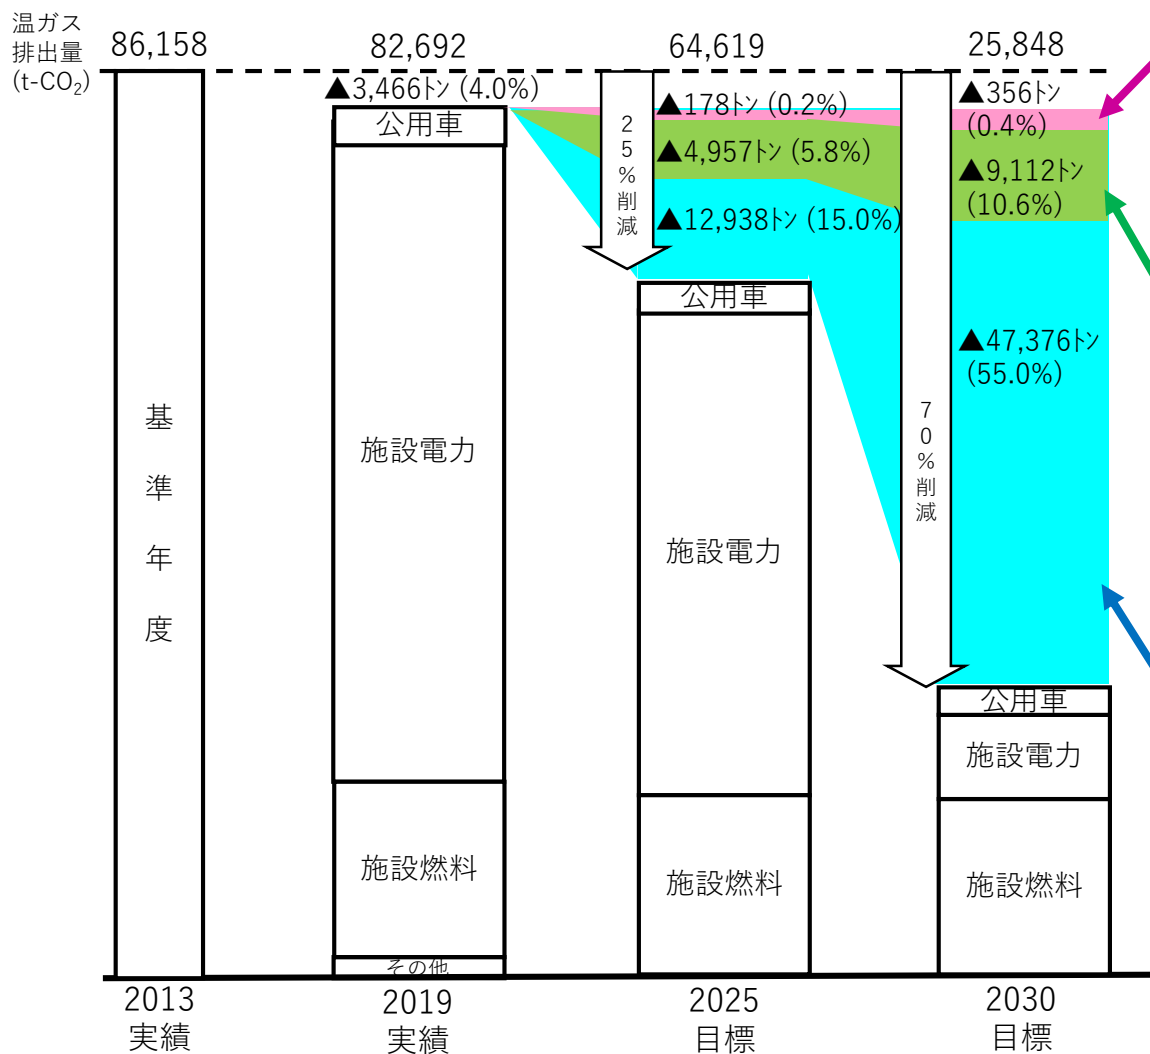 温ガス
排出量
(t-CO₂)
86,158
82,692
64,619
25,848
▲3,466㌧ (4.0%)
▲178㌧ (0.2%)
▲4,957㌧ (5.8%)
▲12,938㌧ (15.0%)
▲356㌧
(0.4%)
▲9,112㌧
(10.6%)
▲47,376㌧
(55.0%)
25%削減
70%削減
基準年度
公用車
施設電力
施設燃料
その他
公用車
施設電力
施設燃料
公用車
施設電力
施設燃料
2013
実績
2019
実績
2025
目標
2030
目標